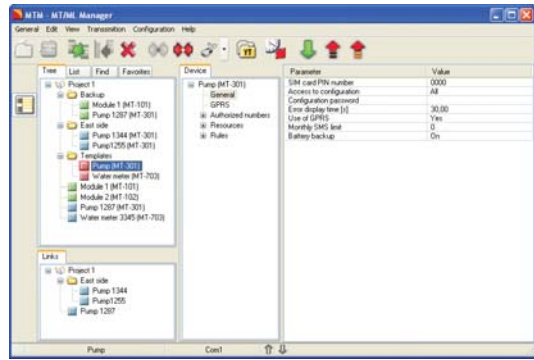 MTM - MT/ML Manager
General Edit View Transmition Configuration Help
Tree List Find Favorites
Project 1
Backup
Module 1 (MT-101)
Pump 1287 (MT-301)
East side
Pump 1344 (MT-301)
Pump1255 (MT-301)
Templates
Pump (MT-301)
Water meter (MT-703)
Module 1 (MT-101)
Module 2 (MT-102)
Pump 1287 (MT-301)
Water meter 3345 (MT-703)
Links
Project 1
East side
Pump 1344
Pump1255
Pump 1287
Device
Pump (MT-301)
General
GPRS
Authorized numbers
Resources
Rules
Parameter Value
SIM card PIN number 0000
Access to configuration All
Configuration password
Error display time [s] 30,00
Use of GPRS Yes
Monthly SMS limit 0
Battery backup On
Pump Com1